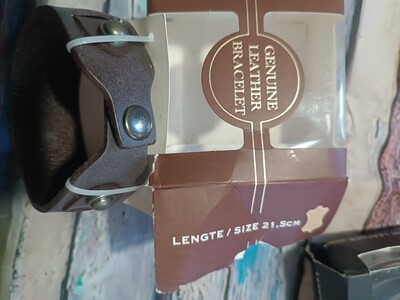 GENUINE
LEATHER
BRACELET
LENGTE / SIZE 21,5CM